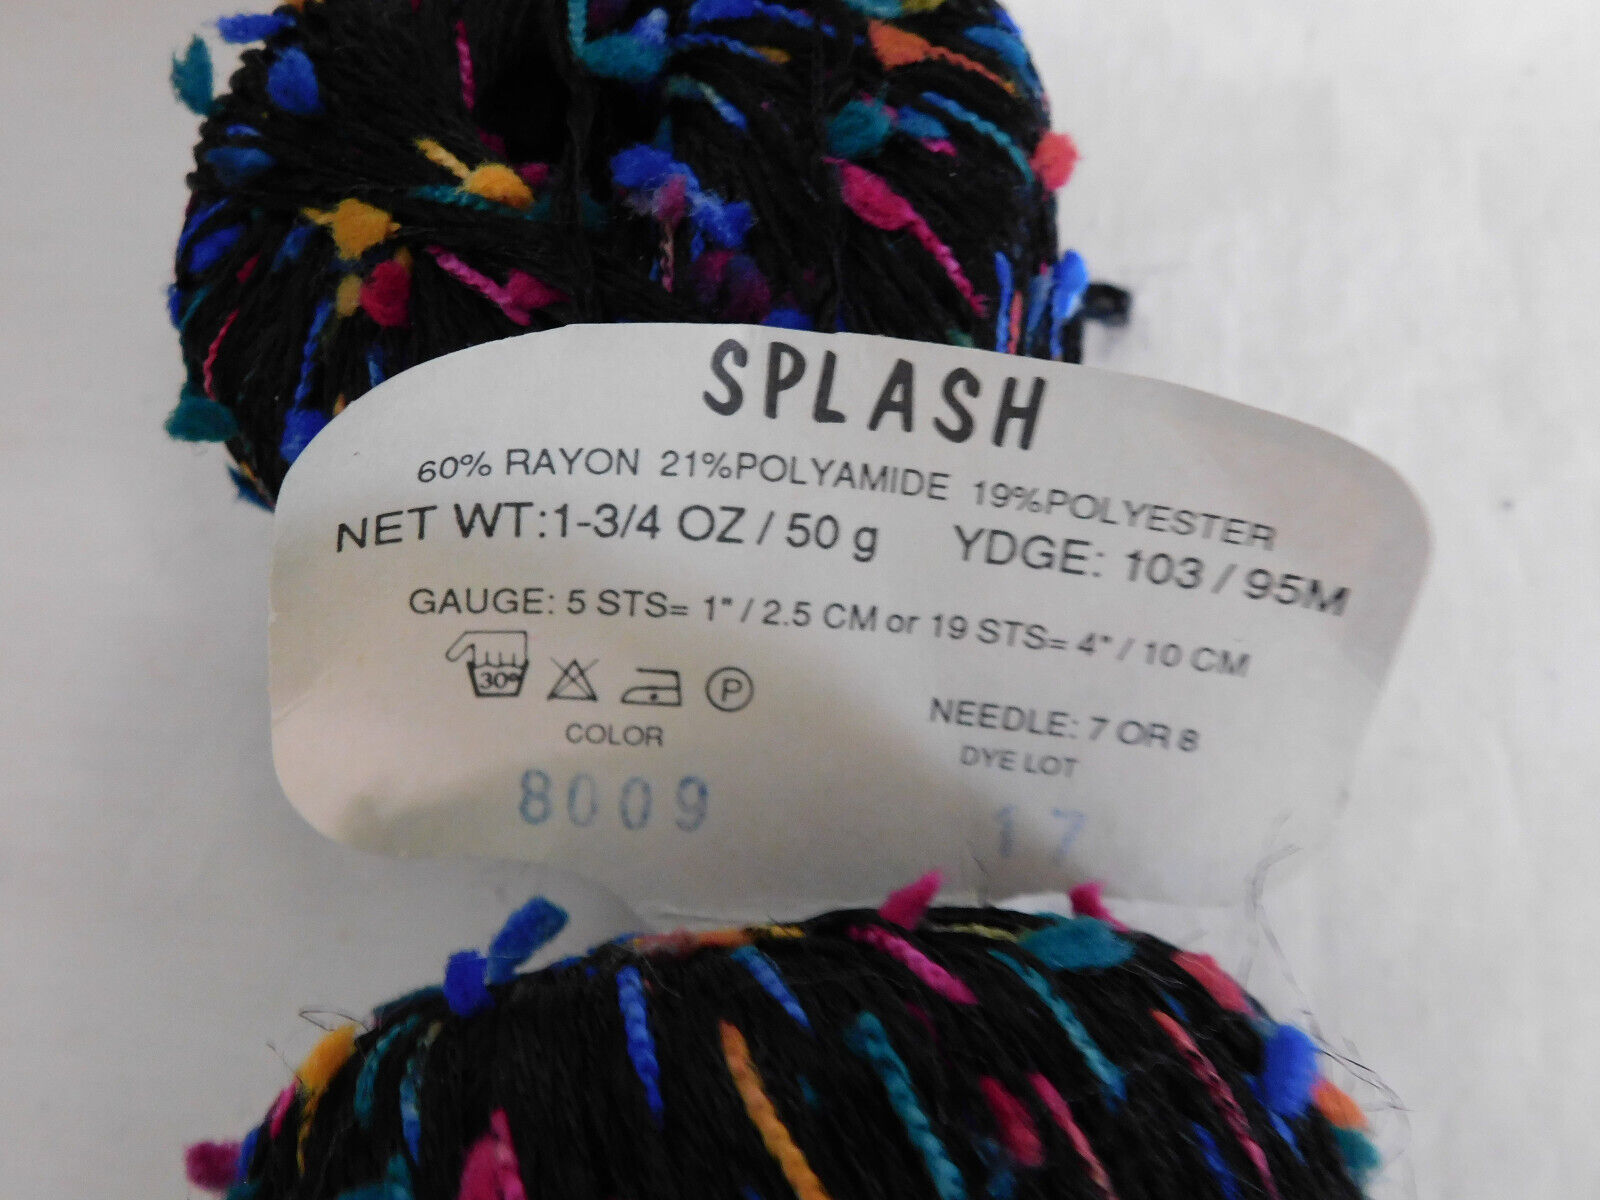 SPLASH
60% RAYON 21%POLYAMIDE 19%POLYESTER
NET WT:1-3/4 OZ / 50 g YDGE: 103 / 95M
GAUGE: 5 STS= 1" / 2.5 CM or 19 STS= 4" / 10 CM
30° P
NEEDLE: 7 OR 8
COLOR DYE LOT
8009 17